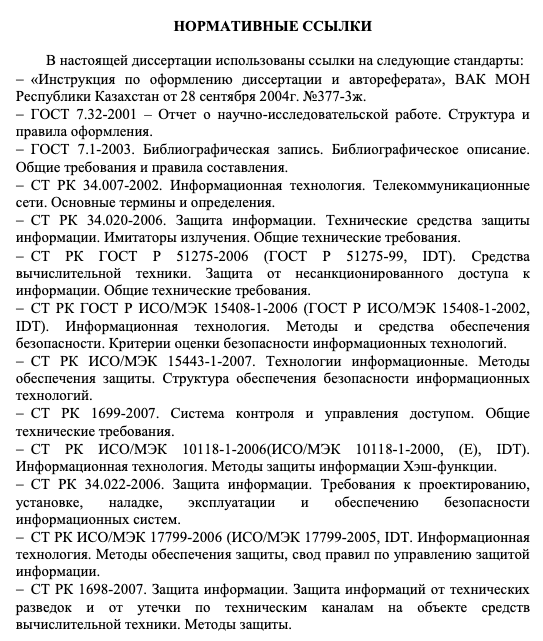 НОРМАТИВНЫЕ ССЫЛКИ
В настоящей диссертации использованы ссылки на следующие стандарты:
– «Инструкция по оформлению диссертации и автореферата», ВАК МОН
Республики Казахстан от 28 сентября 2004г. №377-3ж.
– ГОСТ 7.32-2001 – Отчет о научно-исследовательской работе. Структура и
правила оформления.
– ГОСТ 7.1-2003. Библиографическая запись. Библиографическое описание.
Общие требования и правила составления.
– СТ РК 34.007-2002. Информационная технология. Телекоммуникационные
сети. Основные термины и определения.
– СТ РК 34.020-2006. Защита информации. Технические средства защиты
информации. Имитаторы излучения. Общие технические требования.
– СТ РК ГОСТ Р 51275-2006 (ГОСТ Р 51275-99, IDT). Средства
вычислительной техники. Защита от несанкционированного доступа к
информации. Общие технические требования.
– СТ РК ГОСТ Р ИСО/МЭК 15408-1-2006 (ГОСТ Р ИСО/МЭК 15408-1-2002,
IDT). Информационная технология. Методы и средства обеспечения
безопасности. Критерии оценки безопасности информационных технологий.
– СТ РК ИСО/МЭК 15443-1-2007. Технологии информационные. Методы
обеспечения защиты. Структура обеспечения безопасности информационных
технологий.
– СТ РК 1699-2007. Система контроля и управления доступом. Общие
технические требования.
– СТ РК ИСО/МЭК 10118-1-2006(ИСО/МЭК 10118-1-2000, (E), IDT).
Информационная технология. Методы защиты информации Хэш-функции.
– СТ РК 34.022-2006. Защита информации. Требования к проектированию,
установке, наладке, эксплуатации и обеспечению безопасности
информационных систем.
– СТ РК ИСО/МЭК 17799-2006 (ИСО/МЭК 17799-2005, IDT. Информационная
технология. Методы обеспечения защиты, свод правил по управлению защитой
информации.
– СТ РК 1698-2007. Защита информации. Защита информаций от технических
разведок и от утечки по техническим каналам на объекте средств
вычислительной техники. Методы защиты.